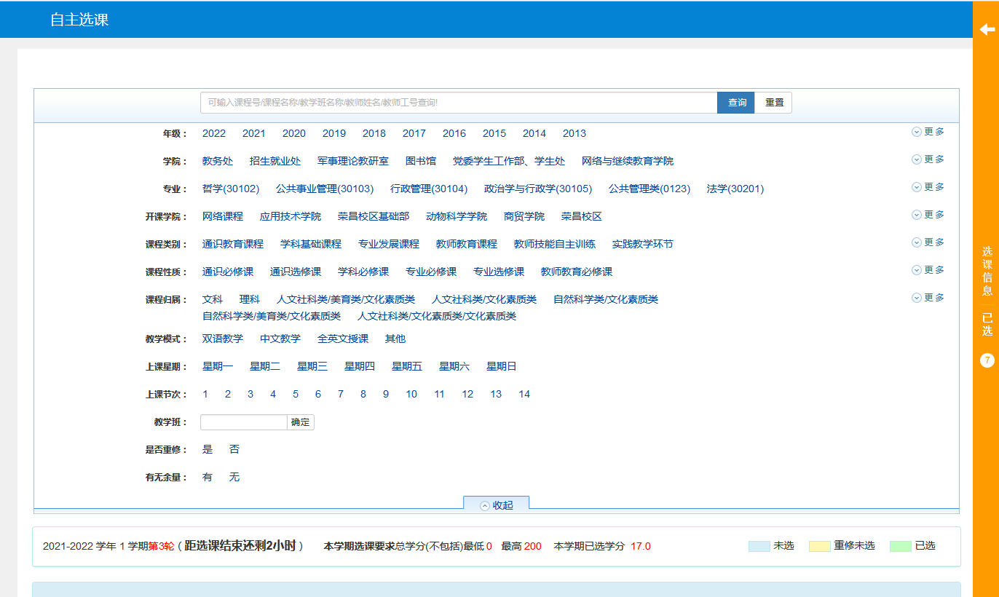 自主选课
可输入课程号/课程名称/教学班名称/教师姓名/教师工号查询! 查询 重置
年级： 2022 2021 2020 2019 2018 2017 2016 2015 2014 2013 更多
学院： 教务处 招生就业处 军事理论教研室 图书馆 党委学生工作部、学生处 网络与继续教育学院 更多
专业： 哲学(30102) 公共事业管理(30103) 行政管理(30104) 政治学与行政学(30105) 公共管理类(0123) 法学(30201) 更多
开课学院： 网络课程 应用技术学院 荣昌校区基础部 动物科学学院 商贸学院 荣昌校区 更多
课程类别： 通识教育课程 学科基础课程 专业发展课程 教师教育课程 教师技能自主训练 实践教学环节 更多
课程性质： 通识必修课 通识选修课 学科必修课 专业必修课 专业选修课 教师教育必修课 更多
课程归属： 文科 理科 人文社科类/美育类/文化素质类 人文社科类/文化素质类 自然科学类/文化素质类 更多
自然科学类/美育类/文化素质类 人文社科类/文化素质类/文化素质类
教学模式： 双语教学 中文教学 全英文授课 其他
上课星期： 星期一 星期二 星期三 星期四 星期五 星期六 星期日
上课节次： 1 2 3 4 5 6 7 8 9 10 11 12 13 14
教学班： 确定
是否重修： 是 否
有无余量： 有 无
收起
2021-2022 学年 1 学期第3轮（距选课结束还剩2小时） 本学期选课要求总学分(不包括)最低 0 最高 200 本学期已选学分 17.0 未选 重修未选 已选
选课信息
已选
7